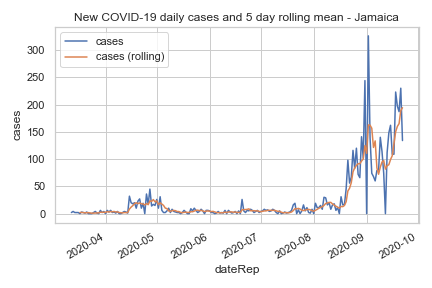 New COVID-19 daily cases and 5 day rolling mean - Jamaica
cases
cases (rolling)
300
250
200
150
100
50
0
cases
2020-04
2020-05
2020-06
2020-07
2020-08
2020-09
2020-10
dateRep